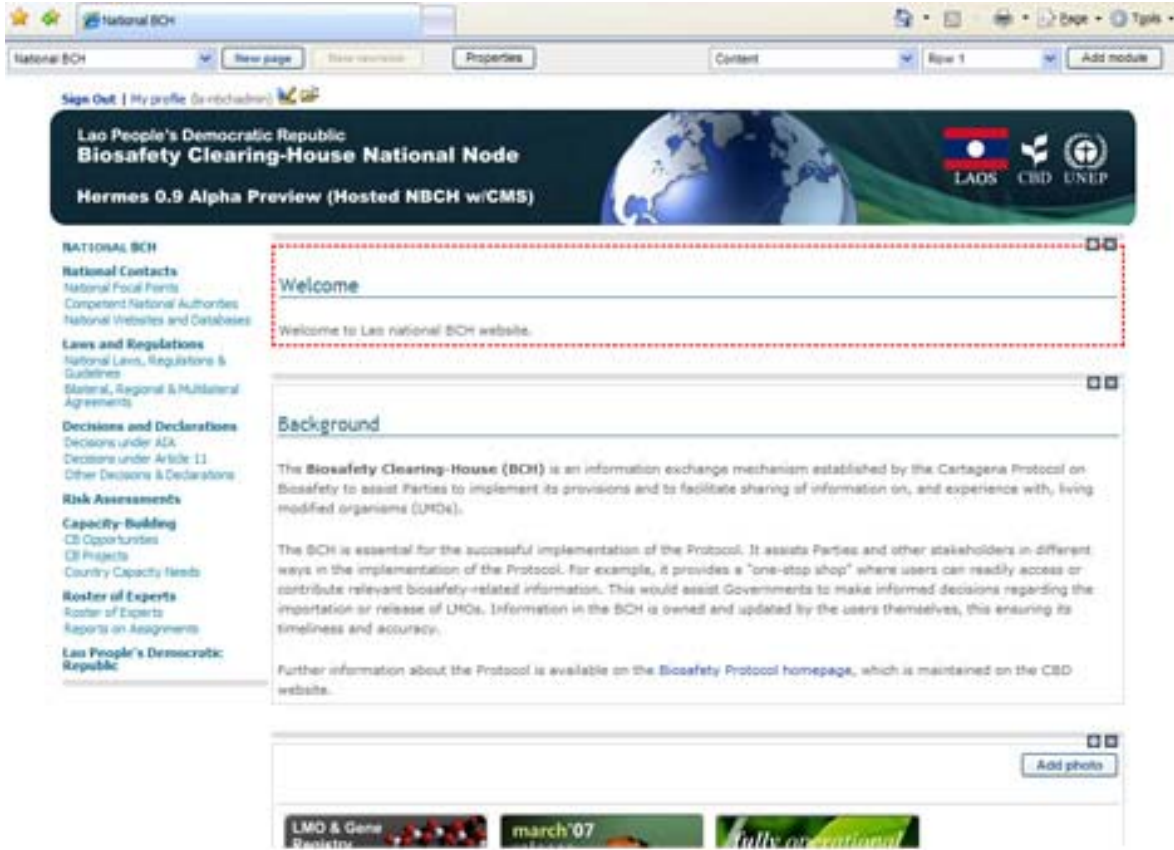 National BCH
Page Tools
National BCH New page New revision Properties Content Row 1 Add module
Sign Out | My profile
Lao People's Democratic Republic
Biosafety Clearing-House National Node
Hermes 0.9 Alpha Preview (Hosted NBCH w/CMS)
LAOS CBD UNEP
NATIONAL BCH
National Contacts
National Focal Points
Competent National Authorities
National Websites and Databases
Laws and Regulations
National Laws, Regulations &
Guidelines
Bilateral, Regional & Multilateral
Agreements
Decisions and Declarations
Decisions under AIA
Decisions under Article 11
Other Decisions & Declarations
Risk Assessments
Capacity-Building
CB Opportunities
CB Projects
Country Capacity Needs
Roster of Experts
Roster of Experts
Reports on Assignments
Lao People's Democratic
Republic
Welcome
Welcome to Lao national BCH website.
Background
The Biosafety Clearing-House (BCH) is an information exchange mechanism established by the Cartagena Protocol on
Biosafety to assist Parties to implement its provisions and to facilitate sharing of information on, and experience with, living
modified organisms (LMOs).
The BCH is essential for the successful implementation of the Protocol. It assists Parties and other stakeholders in different
ways in the implementation of the Protocol. For example, it provides a "one-stop shop" where users can readily access or
contribute relevant biosafety-related information. This would assist Governments to make informed decisions regarding the
importation or release of LMOs. Information in the BCH is owned and updated by the users themselves, this ensuring its
timeliness and accuracy.
Further information about the Protocol is available on the Biosafety Protocol homepage, which is maintained on the CBD
website.
Add photo
LMO & Gene
Registry
march'07
fully operational